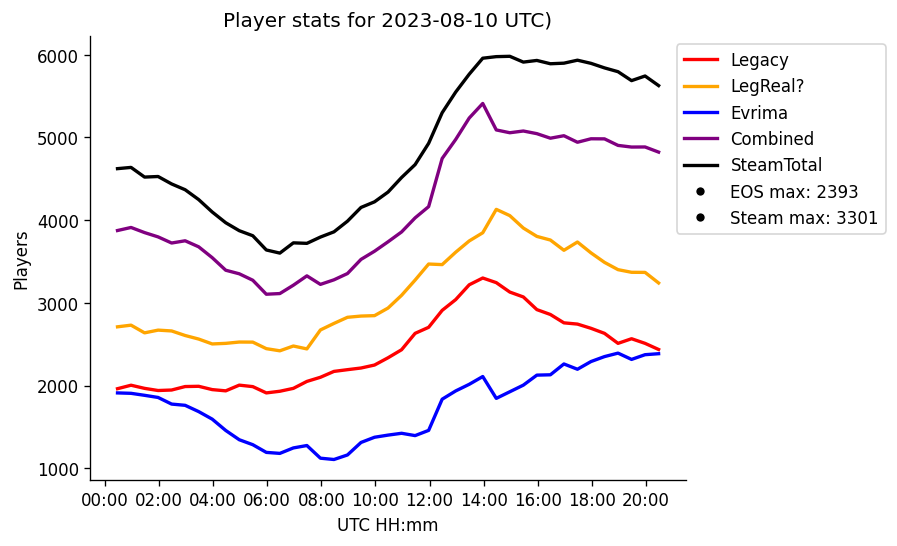 Player stats for 2023-08-10 UTC)
6000
5000
4000
3000
2000
1000
Players
00:00 02:00 04:00 06:00 08:00 10:00 12:00 14:00 16:00 18:00 20:00
UTC HH:mm
Legacy
LegReal?
Evrima
Combined
SteamTotal
EOS max: 2393
Steam max: 3301